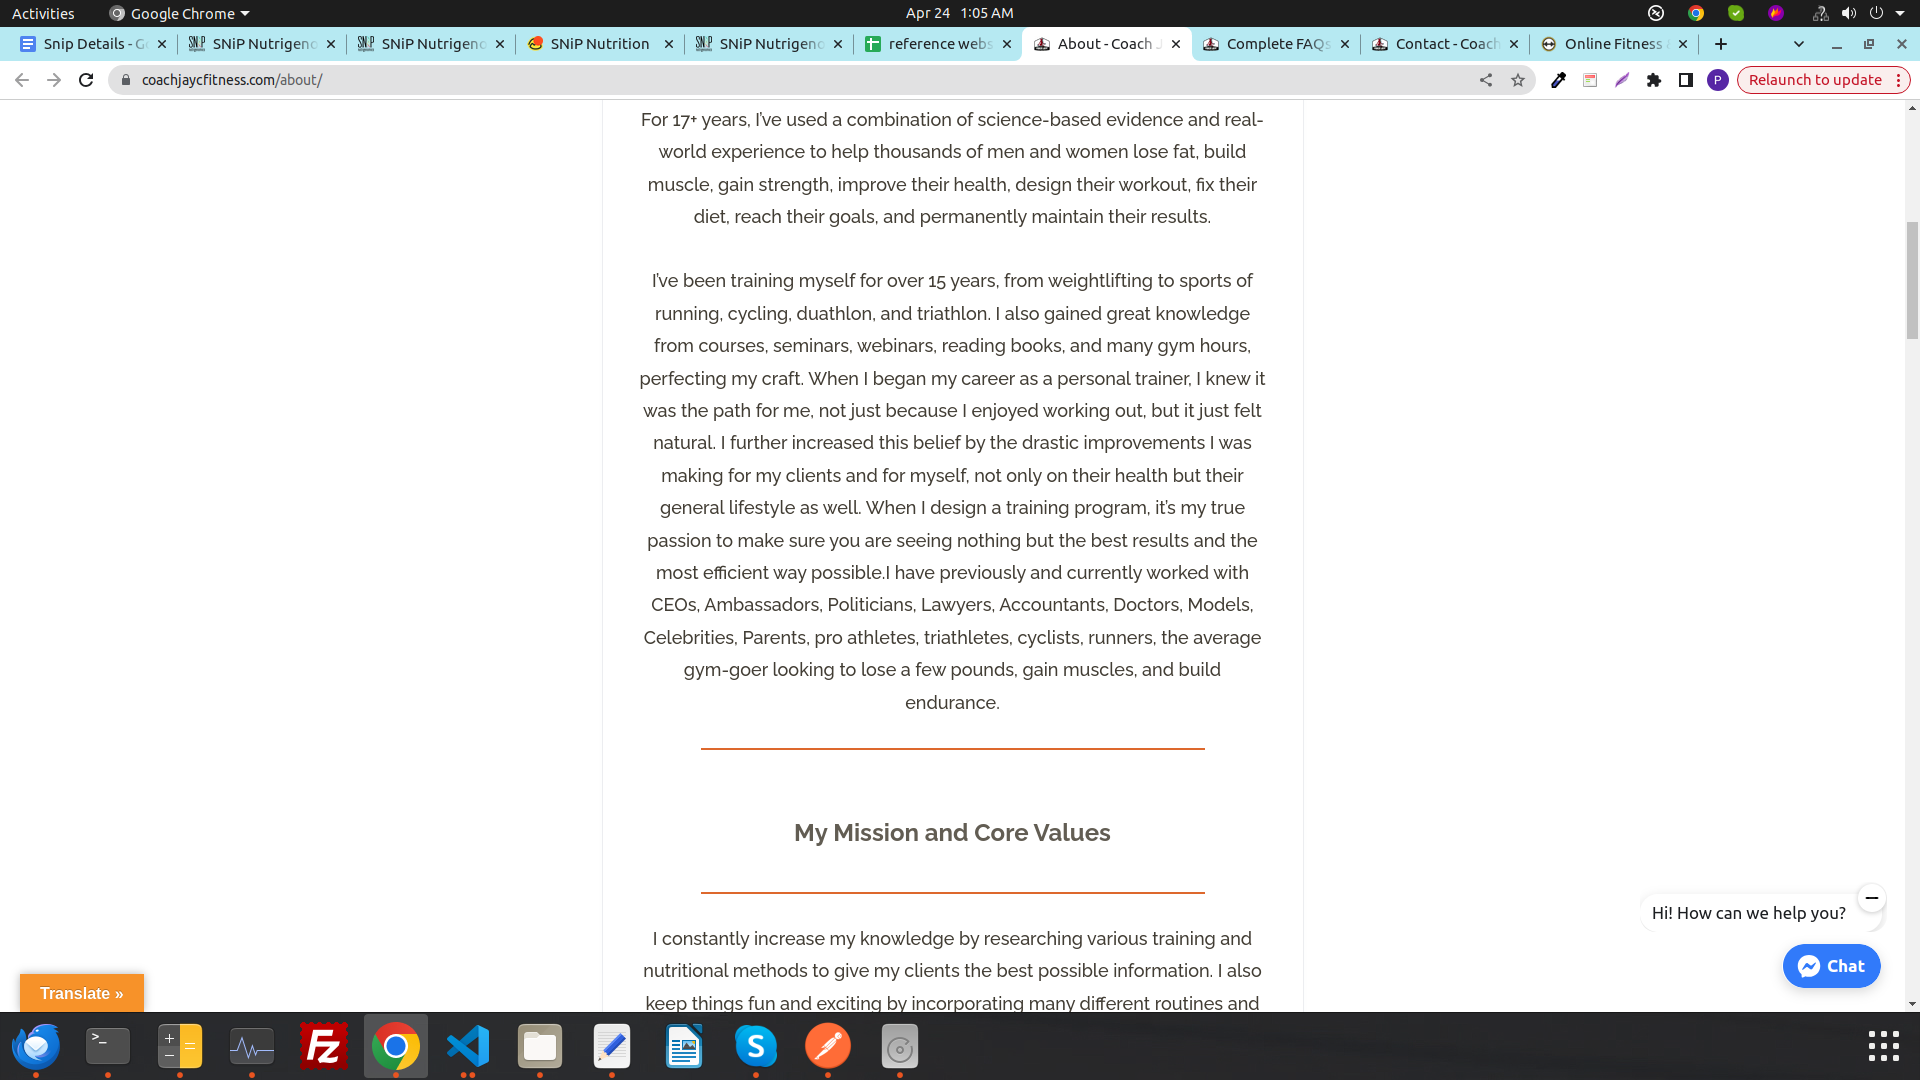 Activities
Google Chrome
Apr 24 1:05 AM
Snip Details - G
SNiP Nutrigeno
SNiP Nutrigeno
SNiP Nutrition
SNiP Nutrigeno
reference webs
About - Coach J
Complete FAQs
Contact - Coach
Online Fitness A
coachjaycfitness.com/about/
P
Relaunch to update
For 17+ years, I've used a combination of science-based evidence and real-
world experience to help thousands of men and women lose fat, build
muscle, gain strength, improve their health, design their workout, fix their
diet, reach their goals, and permanently maintain their results.
I've been training myself for over 15 years, from weightlifting to sports of
running, cycling, duathlon, and triathlon. I also gained great knowledge
from courses, seminars, webinars, reading books, and many gym hours,
perfecting my craft. When I began my career as a personal trainer, I knew it
was the path for me, not just because I enjoyed working out, but it just felt
natural. I further increased this belief by the drastic improvements I was
making for my clients and for myself, not only on their health but their
general lifestyle as well. When I design a training program, it's my true
passion to make sure you are seeing nothing but the best results and the
most efficient way possible.I have previously and currently worked with
CEOs, Ambassadors, Politicians, Lawyers, Accountants, Doctors, Models,
Celebrities, Parents, pro athletes, triathletes, cyclists, runners, the average
gym-goer looking to lose a few pounds, gain muscles, and build
endurance.
My Mission and Core Values
I constantly increase my knowledge by researching various training and
nutritional methods to give my clients the best possible information. I also
keep things fun and exciting by incorporating many different routines and
Hi! How can we help you?
Chat
Translate »